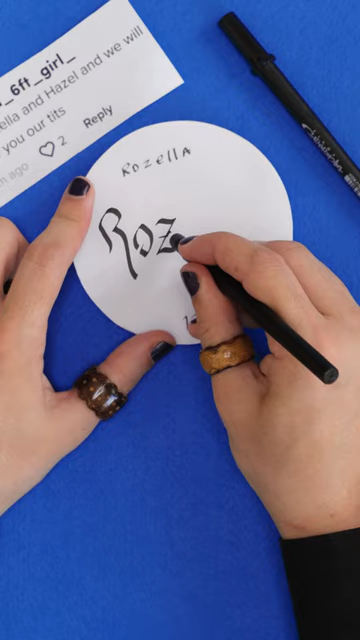 _6ft_girl_
ella and Hazel and we will
you our tits
m ago
2
Reply
RozellA
Roz